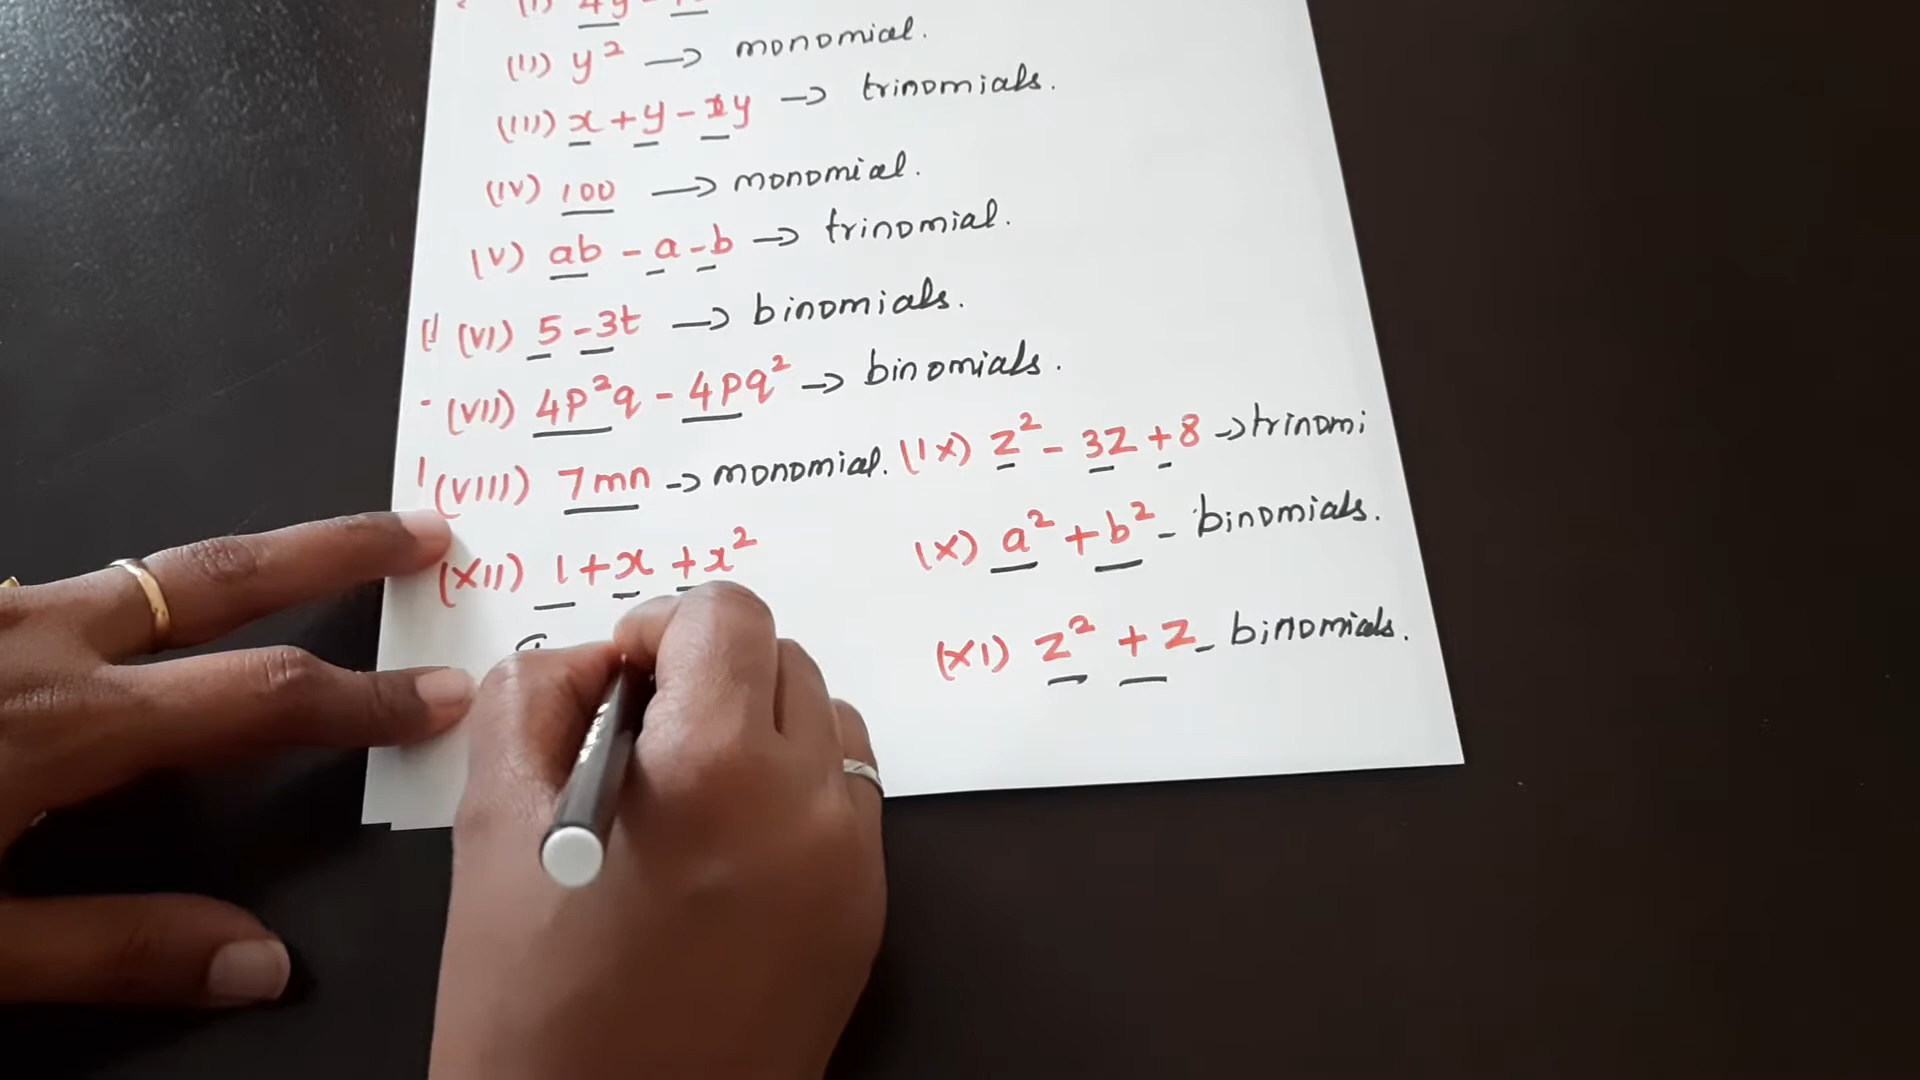 (I) 4y -
(II) y² → monomial.
(III) x + y - xy → trinomials.
(IV) 100 → monomial.
(V) ab - a - b → trinomial.
(VI) 5 - 3t → binomials.
(VII) 4p²q - 4pq² → binomials.
(VIII) 7mn → monomial.
(XII) 1 + x + x²
(IX) z² - 3z + 8 → trinomi
(X) a² + b² - binomials.
(XI) z² + z - binomials.